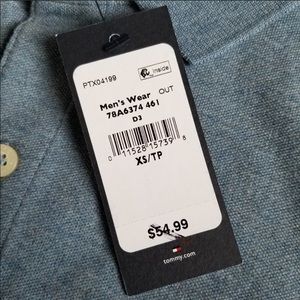 PTX04199
inside
Men's Wear
OUT
78A6374 461
D3
0 11528 15739 8
XS/TP
$54.99
tommy.com